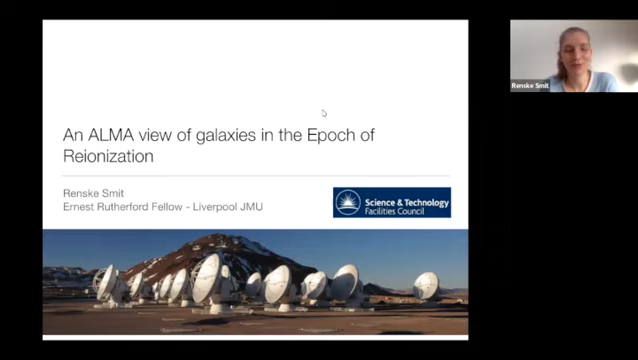 An ALMA view of galaxies in the Epoch of
Reionization
Renske Smit
Ernest Rutherford Fellow - Liverpool JMU
Science & Technology
Facilities Council
Renske Smit